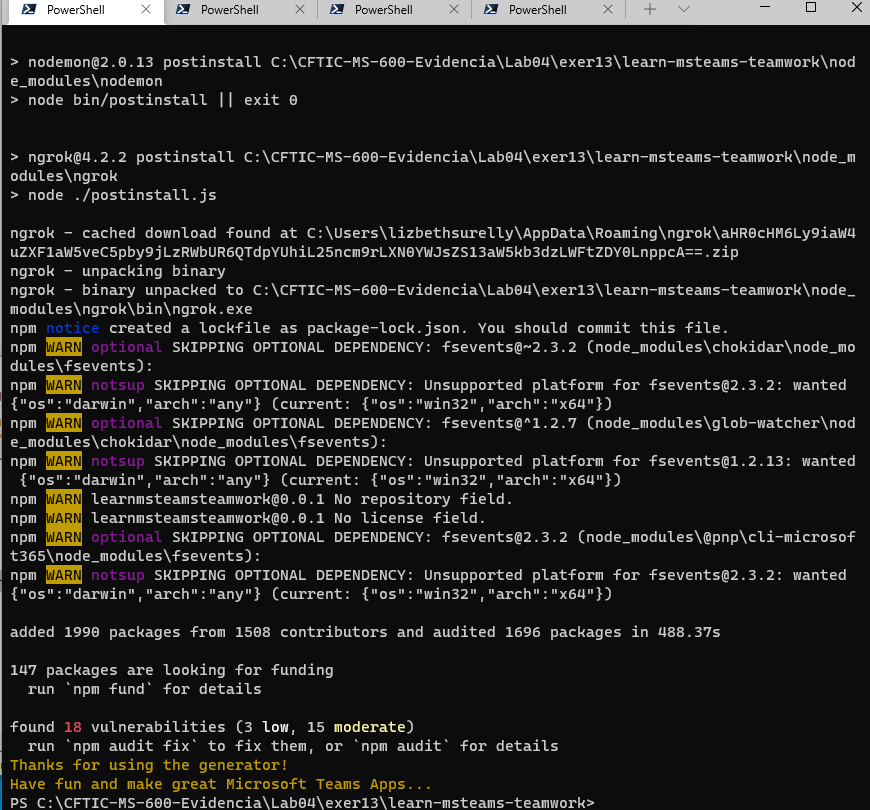 PowerShell
PowerShell
PowerShell
PowerShell
> nodemon@2.0.13 postinstall C:\CFTIC-MS-600-Evidencia\Lab04\exer13\learn-msteams-teamwork\nod
e_modules\nodemon
> node bin/postinstall || exit 0
> ngrok@4.2.2 postinstall C:\CFTIC-MS-600-Evidencia\Lab04\exer13\learn-msteams-teamwork\node_m
odules\ngrok
> node ./postinstall.js
ngrok - cached download found at C:\Users\lizbethsurelly\AppData\Roaming\ngrok\aHR0cHM6Ly9iaW4
uZXF1aW5veC5pby9jLzRWbUR6QTdpYUhiL25ncm9rLXN0YWJsZS13aW5kb3dzLWFtZDY0LnppcA==.zip
ngrok - unpacking binary
ngrok - binary unpacked to C:\CFTIC-MS-600-Evidencia\Lab04\exer13\learn-msteams-teamwork\node_
modules\ngrok\bin\ngrok.exe
npm notice created a lockfile as package-lock.json. You should commit this file.
npm WARN optional SKIPPING OPTIONAL DEPENDENCY: fsevents@~2.3.2 (node_modules\chokidar\node_mo
dules\fsevents):
npm WARN notsup SKIPPING OPTIONAL DEPENDENCY: Unsupported platform for fsevents@2.3.2: wanted
{"os":"darwin","arch":"any"} (current: {"os":"win32","arch":"x64"})
npm WARN optional SKIPPING OPTIONAL DEPENDENCY: fsevents@^1.2.7 (node_modules\glob-watcher\nod
e_modules\chokidar\node_modules\fsevents):
npm WARN notsup SKIPPING OPTIONAL DEPENDENCY: Unsupported platform for fsevents@1.2.13: wanted
{"os":"darwin","arch":"any"} (current: {"os":"win32","arch":"x64"})
npm WARN learnmsteamsteamwork@0.0.1 No repository field.
npm WARN learnmsteamsteamwork@0.0.1 No license field.
npm WARN optional SKIPPING OPTIONAL DEPENDENCY: fsevents@2.3.2 (node_modules\@pnp\cli-microsof
t365\node_modules\fsevents):
npm WARN notsup SKIPPING OPTIONAL DEPENDENCY: Unsupported platform for fsevents@2.3.2: wanted
{"os":"darwin","arch":"any"} (current: {"os":"win32","arch":"x64"})
added 1990 packages from 1508 contributors and audited 1696 packages in 488.37s
147 packages are looking for funding
run `npm fund` for details
found 18 vulnerabilities (3 low, 15 moderate)
run `npm audit fix` to fix them, or `npm audit` for details
Thanks for using the generator!
Have fun and make great Microsoft Teams Apps...
PS C:\CFTIC-MS-600-Evidencia\Lab04\exer13\learn-msteams-teamwork>